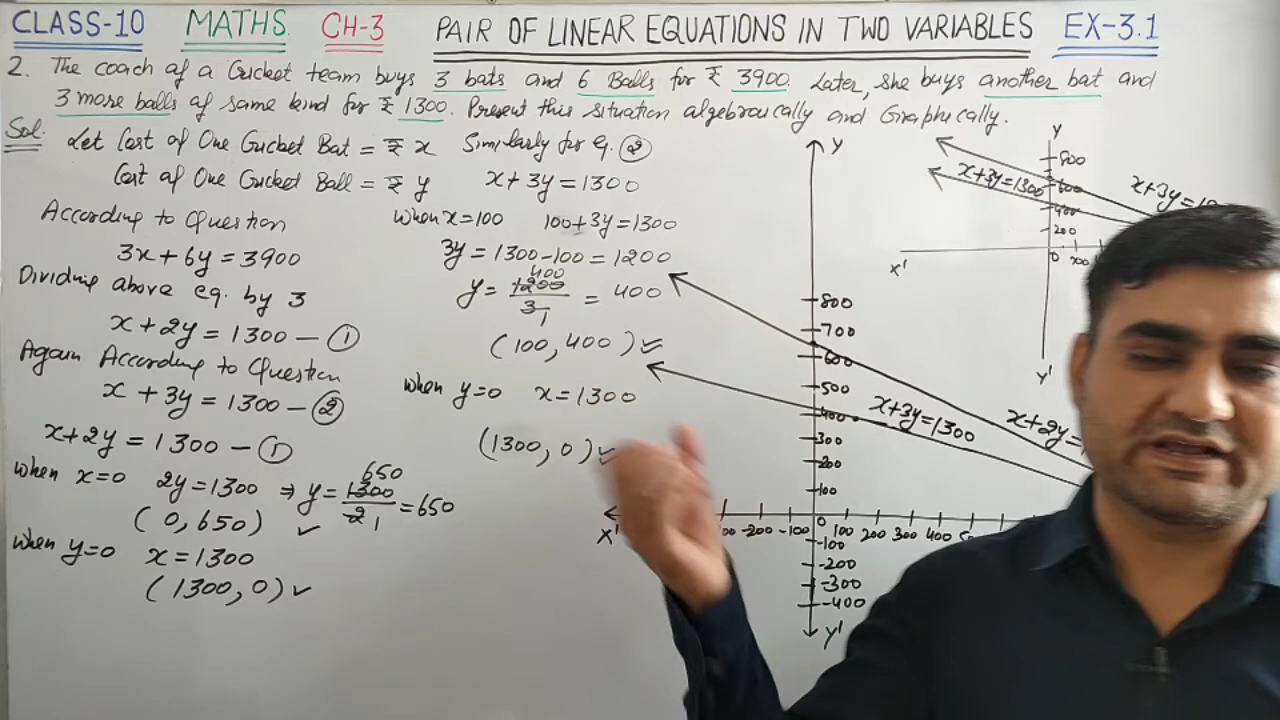 CLASS-10 MATHS CH-3 PAIR OF LINEAR EQUATIONS IN TWO VARIABLES EX-3.1
2. The coach of a Cricket team buys 3 bats and 6 Balls for ₹ 3900. Later, she buys another bat and
3 more balls of same kind for ₹ 1300. Present this situation algebraically and Graphically.
Sol. Let Cost of One Cricket Bat = ₹ x
Cost of One Cricket Ball = ₹ y
According to Question
3x + 6y = 3900
Dividing above eq. by 3
x + 2y = 1300 — ①
Again According to Question
x + 3y = 1300 — ②
x + 2y = 1300 — ①
When x=0 2y = 1300 ⇒ y = 1300/2 = 650
650
1
(0, 650) ✓
When y=0 x = 1300
(1300, 0) ✓
Similarly for eq. ②
x + 3y = 1300
When x=100 100+3y = 1300
3y = 1300-100 = 1200
y = 1200/3 = 400
400
1
(100, 400) ✓
When y=0 x = 1300
(1300, 0) ✓
Y
800
700
600
500
400
300
200
100
x+3y=1300
x+2y=
X'
-200 -100 0 100 200 300 400
-100
-200
-300
-400
Y'
Y
800
600
400
200
x+3y=1300
x+3y=
X'
0 100
Y'